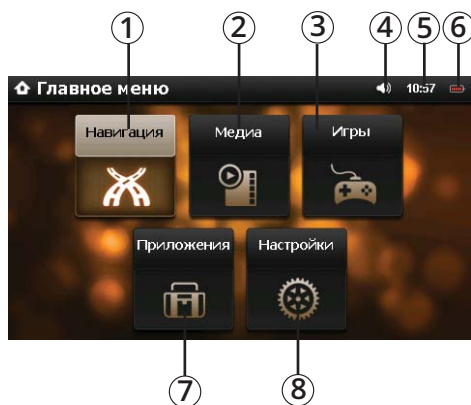 1 2 3 4 5 6
Главное меню 10:57
Навигация Медиа Игры
Приложения Настройки
7 8